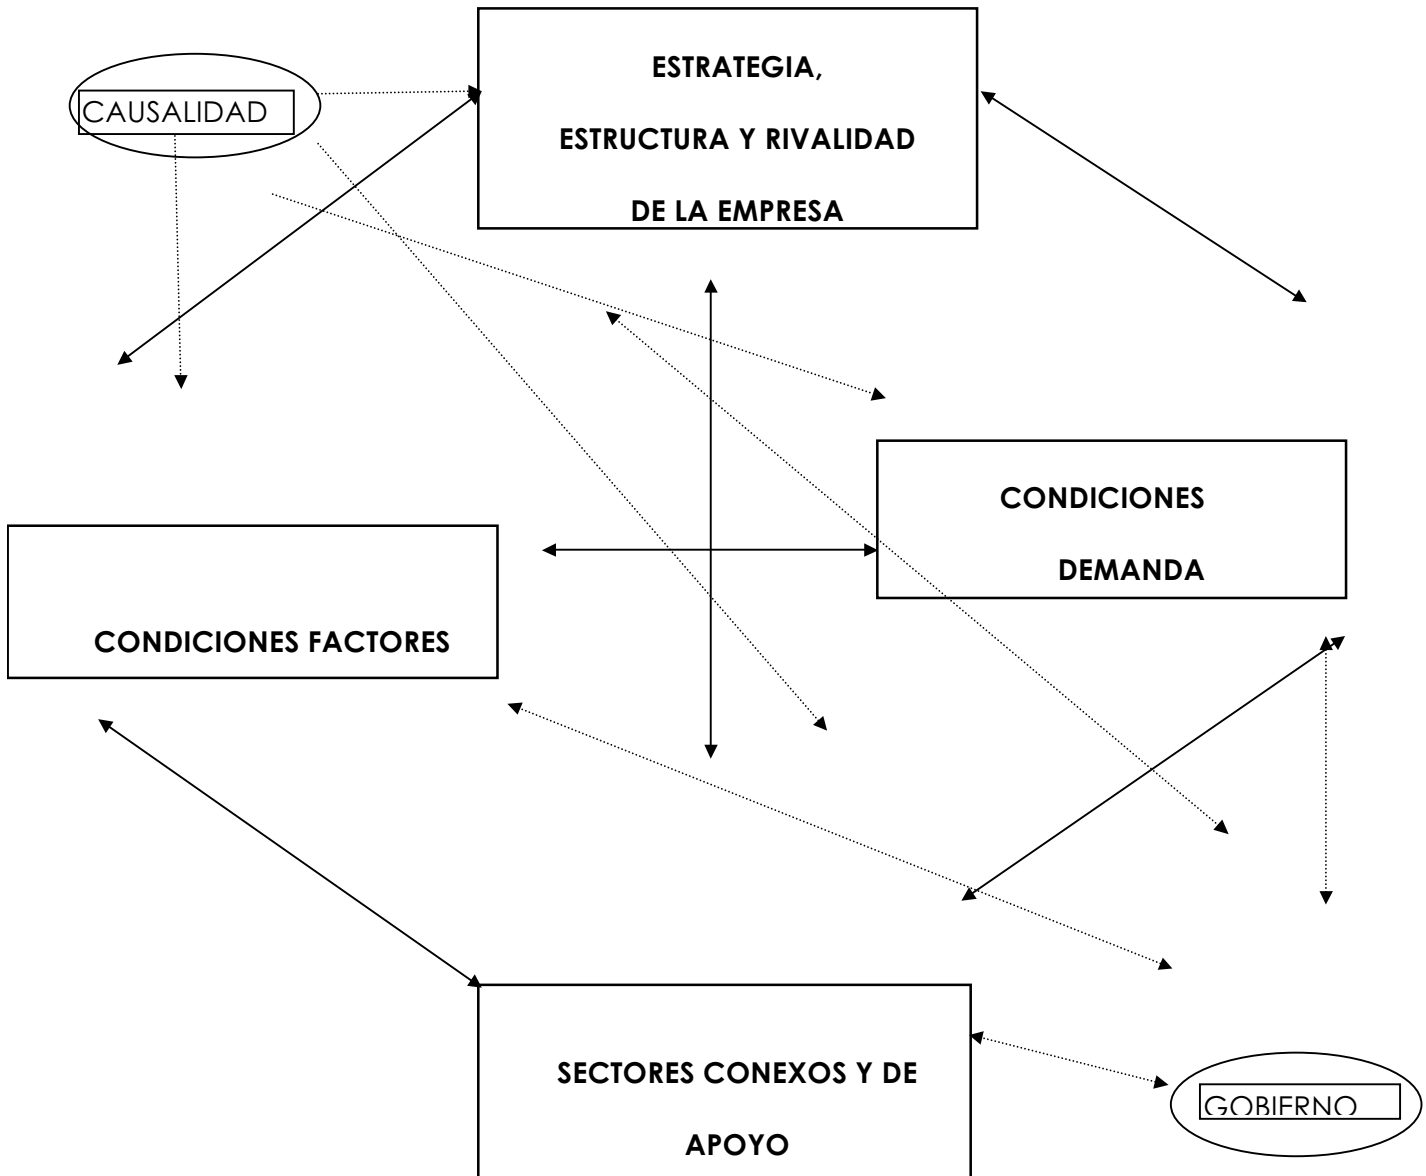 CAUSALIDAD
ESTRATEGIA,
ESTRUCTURA Y RIVALIDAD
DE LA EMPRESA
CONDICIONES
DEMANDA
CONDICIONES FACTORES
SECTORES CONEXOS Y DE
APOYO
GOBIERNO